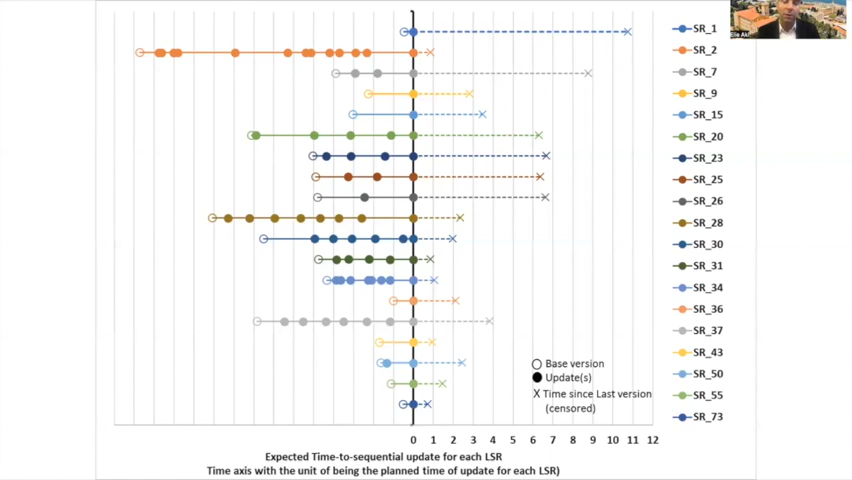 SR_1
SR_2
SR_7
SR_9
SR_15
SR_20
SR_23
SR_25
SR_26
SR_28
SR_30
SR_31
SR_34
SR_36
SR_37
SR_43
SR_50
SR_55
SR_73
Base version
Update(s)
Time since Last version
(censored)
0 1 2 3 4 5 6 7 8 9 10 11 12
Expected Time-to-sequential update for each LSR
Time axis with the unit of being the planned time of update for each LSR)
Elie Akl